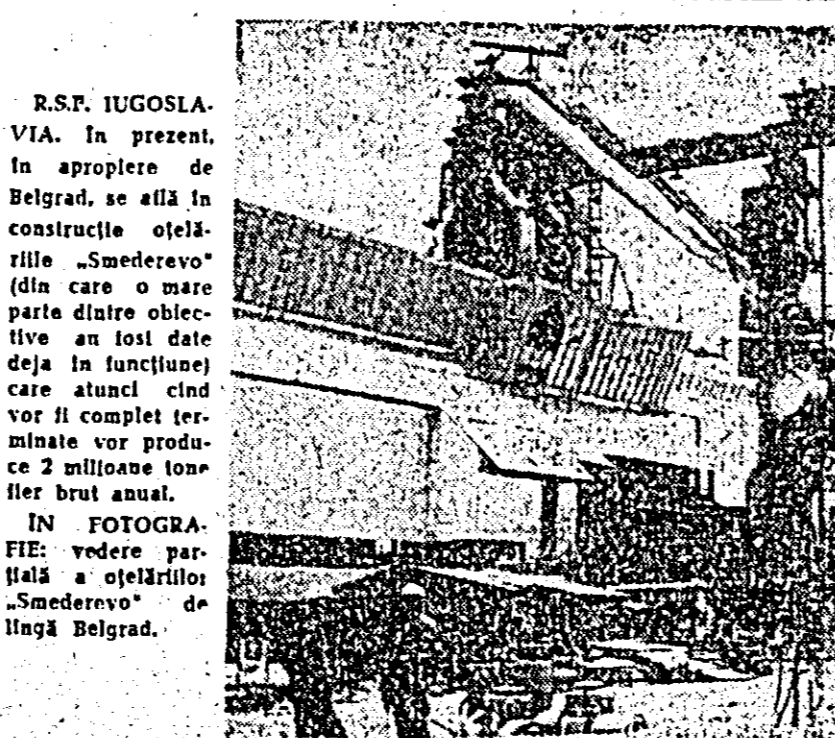 R.S.F. IUGOSLA-
VIA. În prezent,
în apropiere de
Belgrad, se află în
construcție oțelă-
riile „Smederevo"
(din care o mare
parte dintre obiec-
tive au fost date
deja în funcțiune)
care atunci cînd
vor fi complet ter-
minate vor produ-
ce 2 milioane tone
fier brut anual.
IN FOTOGRA-
FIE: vedere par-
țială a oțelăriilor
„Smederevo" de
lîngă Belgrad.